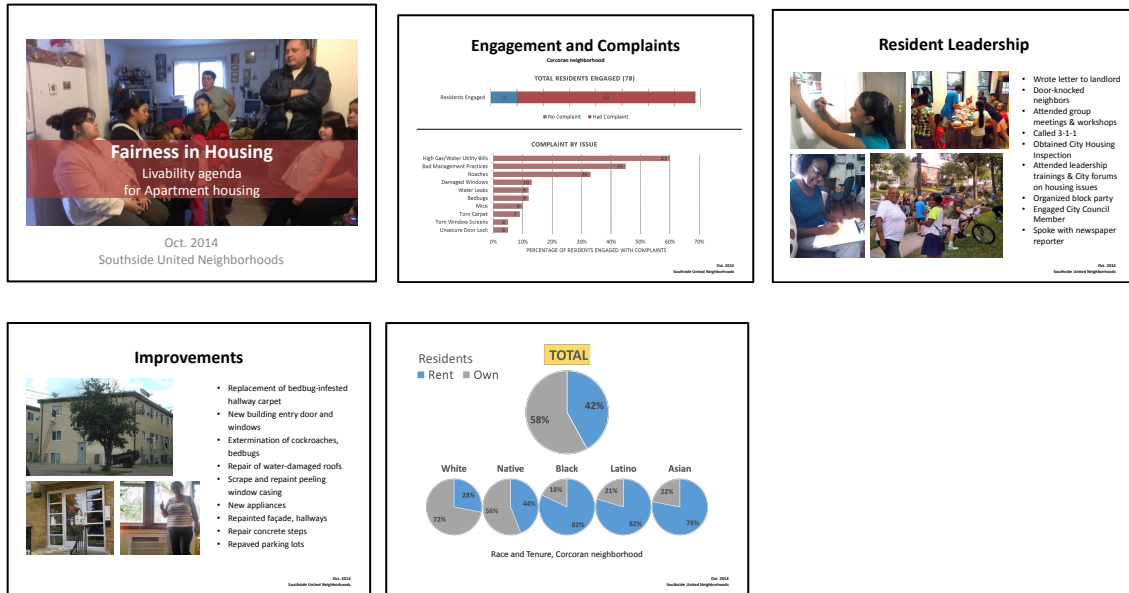 Fairness in Housing
Livability agenda
for Apartment housing
Oct. 2014
Southside United Neighborhoods
Engagement and Complaints
Corcoran neighborhood
TOTAL RESIDENTS ENGAGED (78)
Residents Engaged
10
68
No Complaint Had Complaint
COMPLAINT BY ISSUE
High Gas/Water Utility Bills
Bad Management Practices
Roaches
Damaged Windows
Water Leaks
Bedbugs
Mice
Torn Carpet
Torn Window Screens
Unsecure Door Lock
0% 10% 20% 30% 40% 50% 60% 70%
PERCENTAGE OF RESIDENTS ENGAGED WITH COMPLAINTS
Oct. 2014
Southside United Neighborhoods
Resident Leadership
• Wrote letter to landlord
• Door-knocked
neighbors
• Attended group
meetings & workshops
• Called 3-1-1
• Obtained City Housing
Inspection
• Attended leadership
trainings & City forums
on housing issues
• Organized block party
• Engaged City Council
Member
• Spoke with newspaper
reporter
Oct. 2014
Southside United Neighborhoods
Improvements
• Replacement of bedbug-infested
hallway carpet
• New building entry door and
windows
• Extermination of cockroaches,
bedbugs
• Repair of water-damaged roofs
• Scrape and repaint peeling
window casing
• New appliances
• Repainted façade, hallways
• Repair concrete steps
• Repaved parking lots
Oct. 2014
Southside United Neighborhoods
Residents
Rent Own
TOTAL
42%
58%
White Native Black Latino Asian
28%
72%
44%
56%
18%
82%
21%
82%
22%
78%
Race and Tenure, Corcoran neighborhood
Oct. 2014
Southside United Neighborhoods